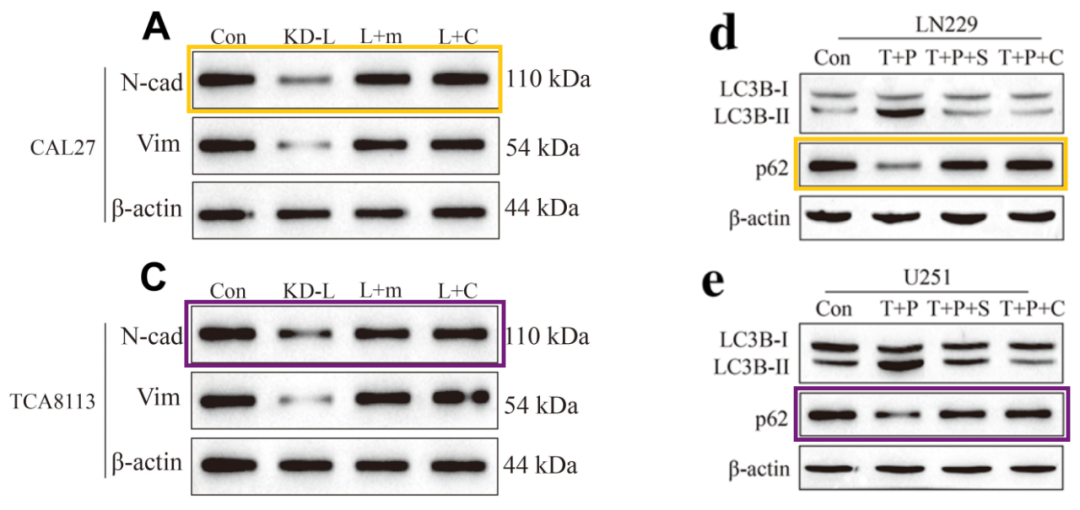 A
Con KD-L L+m L+C
N-cad 110 kDa
CAL27
Vim 54 kDa
β-actin 44 kDa
C
Con KD-L L+m L+C
N-cad 110 kDa
TCA8113
Vim 54 kDa
β-actin 44 kDa
d
LN229
Con T+P T+P+S T+P+C
LC3B-I
LC3B-II
p62
β-actin
e
U251
Con T+P T+P+S T+P+C
LC3B-I
LC3B-II
p62
β-actin